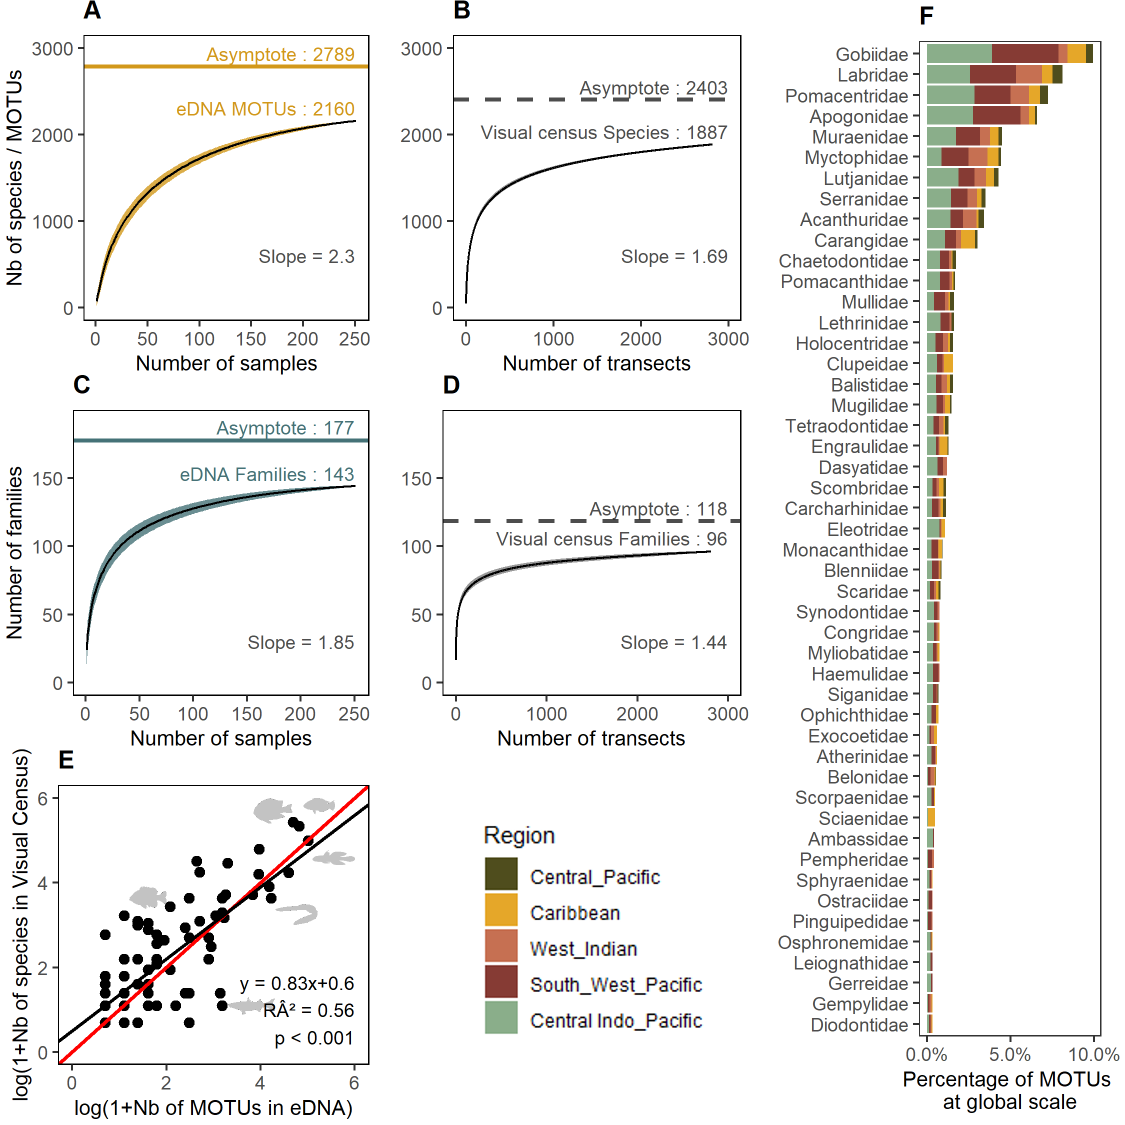 A
Nb of species / MOTUs
3000
2000
1000
0
Asymptote : 2789
eDNA MOTUs : 2160
Slope = 2.3
0 50 100 150 200 250
Number of samples
B
3000
2000
1000
0
Asymptote : 2403
Visual census Species : 1887
Slope = 1.69
0 1000 2000 3000
Number of transects
C
Number of families
150
100
50
0
Asymptote : 177
eDNA Families : 143
Slope = 1.85
0 50 100 150 200 250
Number of samples
D
150
100
50
0
Asymptote : 118
Visual census Families : 96
Slope = 1.44
0 1000 2000 3000
Number of transects
E
log(1+Nb of species in Visual Census)
6
4
2
0
y = 0.83x+0.6
RÂ² = 0.56
p < 0.001
0 2 4 6
log(1+Nb of MOTUs in eDNA)
Region
Central_Pacific
Caribbean
West_Indian
South_West_Pacific
Central Indo_Pacific
F
Gobiidae
Labridae
Pomacentridae
Apogonidae
Muraenidae
Myctophidae
Lutjanidae
Serranidae
Acanthuridae
Carangidae
Chaetodontidae
Pomacanthidae
Mullidae
Lethrinidae
Holocentridae
Clupeidae
Balistidae
Mugilidae
Tetraodontidae
Engraulidae
Dasyatidae
Scombridae
Carcharhinidae
Eleotridae
Monacanthidae
Blenniidae
Scaridae
Synodontidae
Congridae
Myliobatidae
Haemulidae
Siganidae
Ophichthidae
Exocoetidae
Atherinidae
Belonidae
Scorpaenidae
Sciaenidae
Ambassidae
Pempheridae
Sphyraenidae
Ostraciidae
Pinguipedidae
Osphronemidae
Leiognathidae
Gerreidae
Gempylidae
Diodontidae
0.0% 5.0% 10.0%
Percentage of MOTUs
at global scale